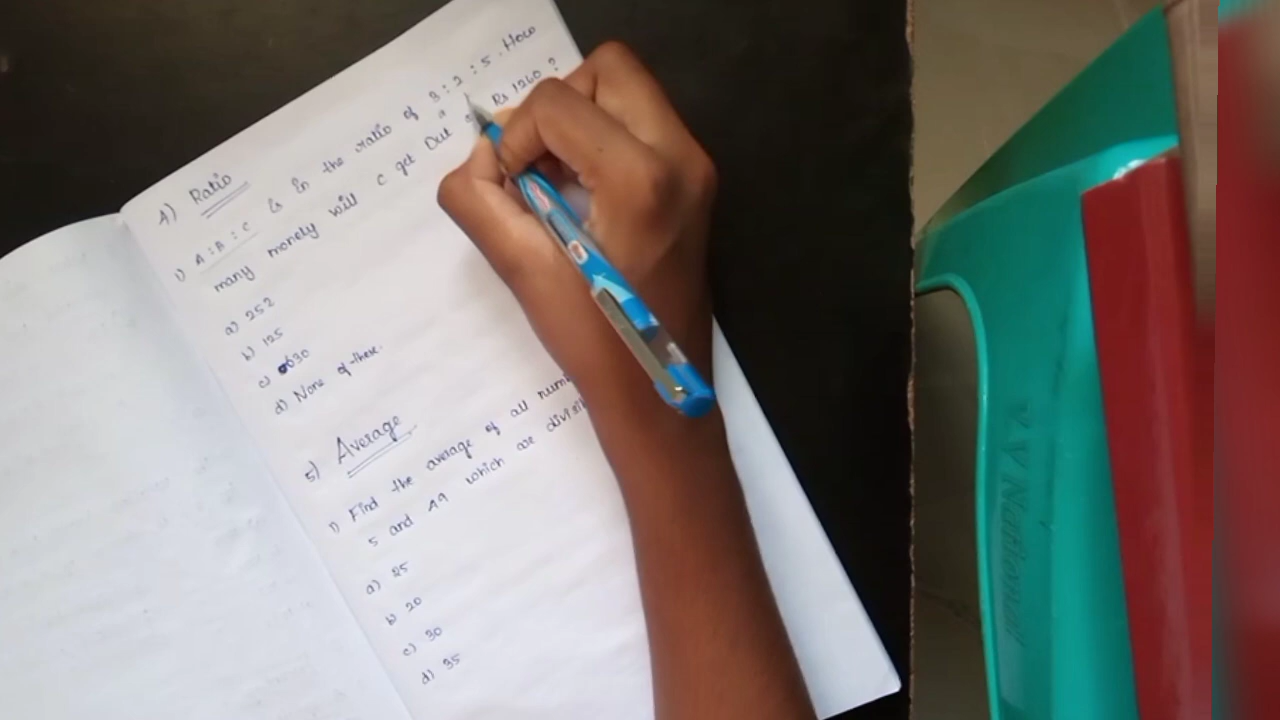 4) Ratio
1) A : B : C is in the ratio of 3 : 2 : 5 . How
many monely will C get Out Rs 1260 ?
a) 252
b) 125
c) 630
d) None of these.
5) Average
1) Find the average of all
5 and 49 which are
a) 25
b) 20
c) 30
d) 35
V.V National